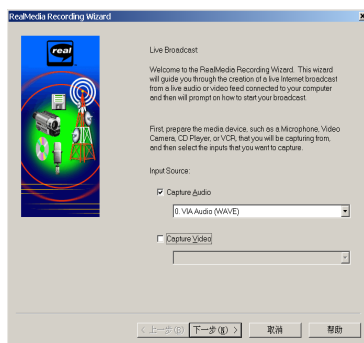 RealMedia Recording Wizard
real
Live Broadcast
Welcome to the RealMedia Recording Wizard. This wizard
will guide you through the creation of a live Internet broadcast
from a live audio or video feed connected to your computer
and then will prompt on how to start your broadcast.
First, prepare the media device, such as a Microphone, Video
Camera, CD Player, or VCR, that you will be capturing from,
and then select the inputs that you want to capture.
Input Source:
Capture Audio
0. VIA Audio (WAVE)
Capture Video
< 上一步(B) 下一步(N) > 取消 帮助